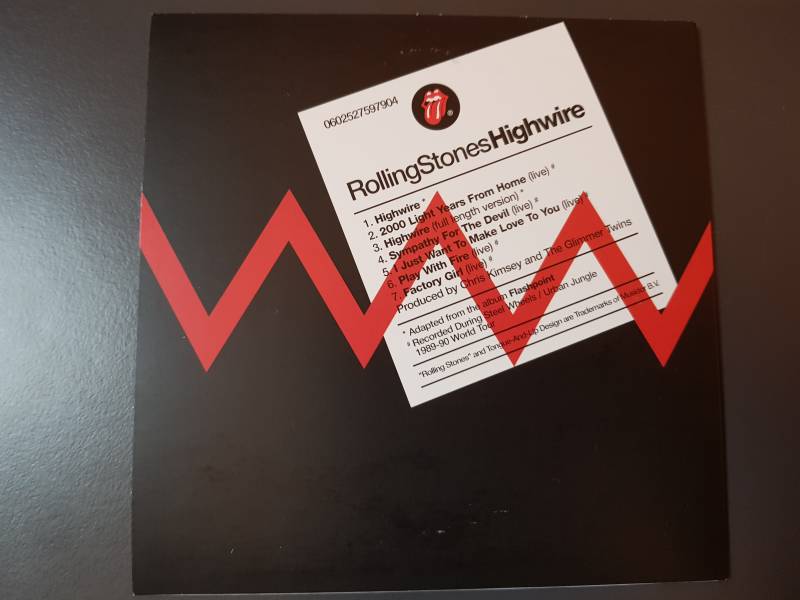 0602527597904
®
RollingStonesHighwire
1. Highwire *
2. 2000 Light Years From Home (live) #
3. Highwire (full length version) *
4. Sympathy For The Devil (live) #
5. I Just Want To Make Love To You (live) #
6. Play With Fire (live) #
7. Factory Girl (live) #
Produced by Chris Kimsey and The Glimmer Twins
* Adapted from the album Flashpoint
# Recorded During Steel Wheels / Urban Jungle
1989-90 World Tour
"Rolling Stones" and Tongue-And-Lip Design are Trademarks of Musidor B.V.